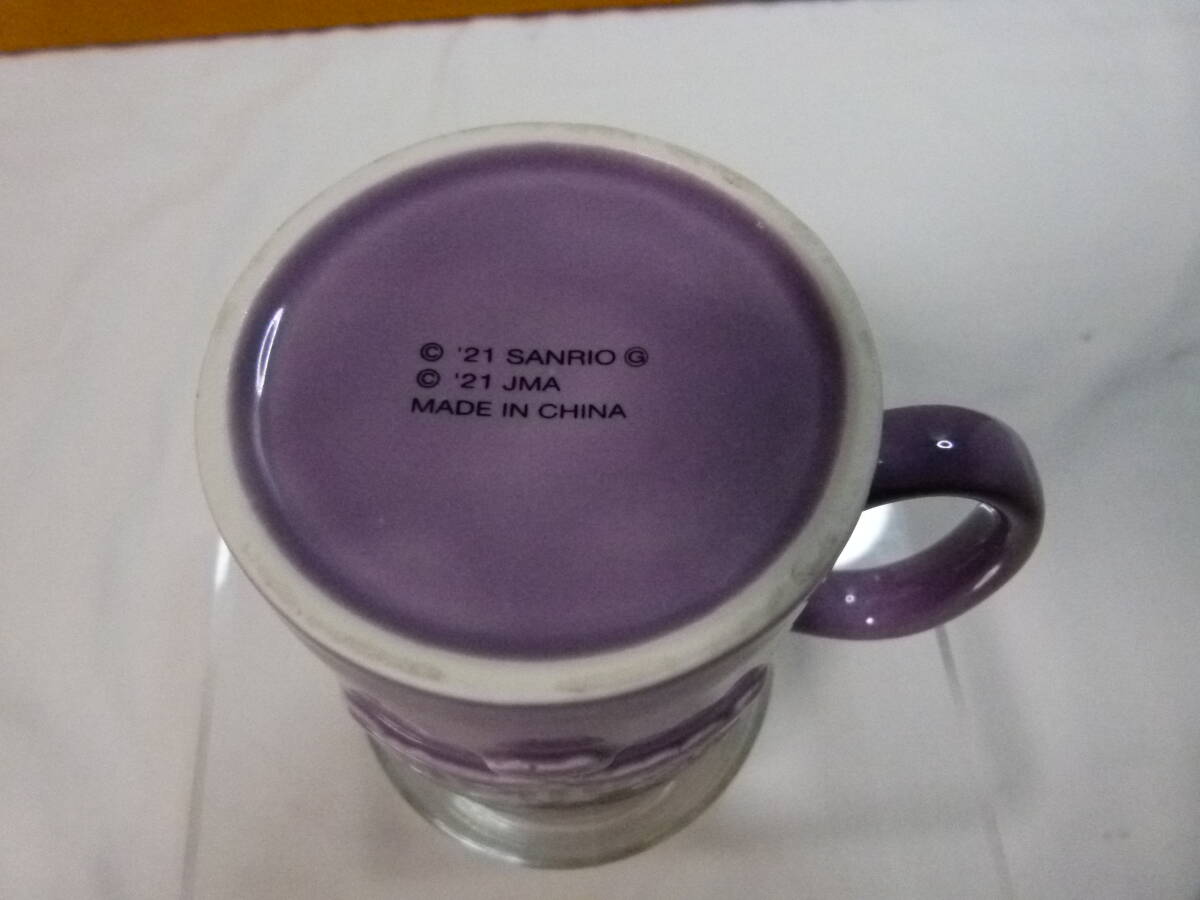 © '21 SANRIO Ⓖ
© '21 JMA
MADE IN CHINA